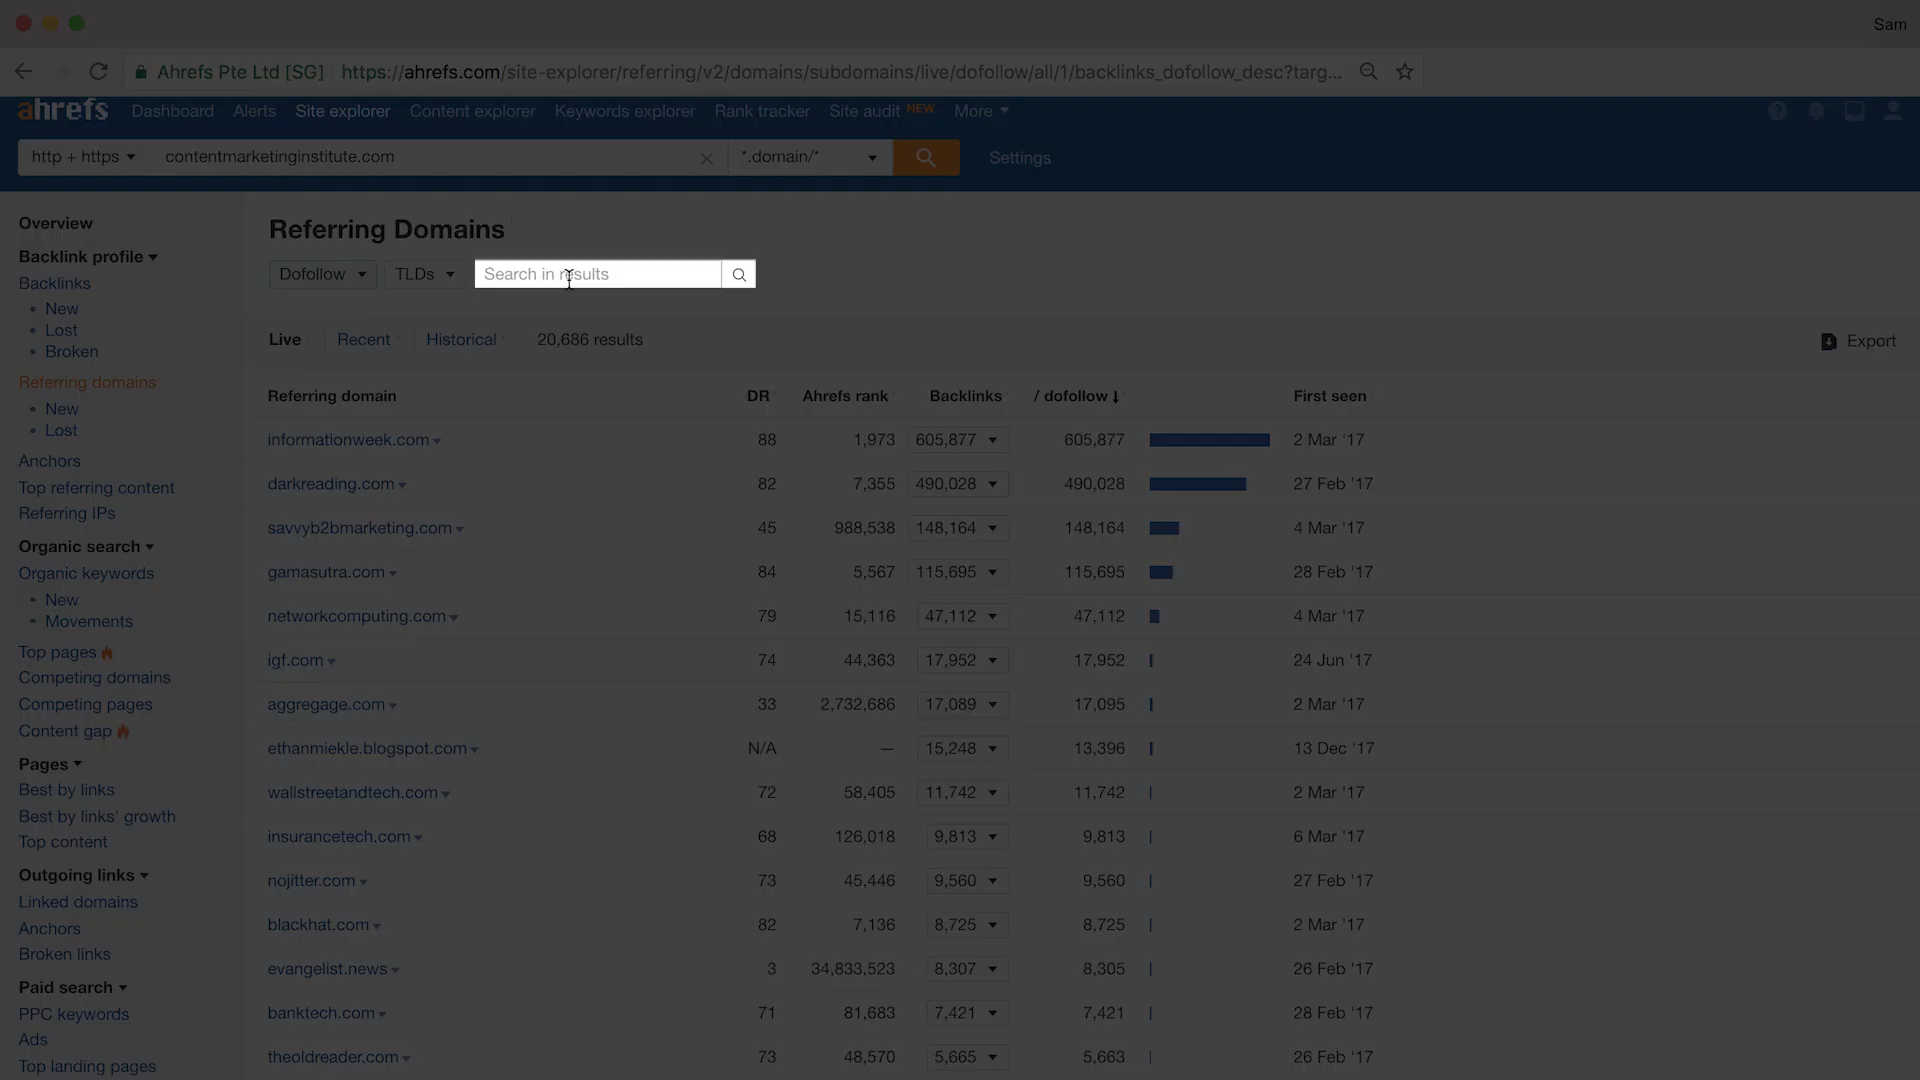 Sam
Ahrefs Pte Ltd [SG] https://ahrefs.com/site-explorer/referring/v2/domains/subdomains/live/dofollow/all/1/backlinks_dofollow_desc?targ...
ahrefs Dashboard Alerts Site explorer Content explorer Keywords explorer Rank tracker Site audit NEW More
http + https contentmarketinginstitute.com *.domain/* Settings
Overview
Backlink profile
Backlinks
New
Lost
Broken
Referring domains
New
Lost
Anchors
Top referring content
Referring IPs
Organic search
Organic keywords
New
Movements
Top pages
Competing domains
Competing pages
Content gap
Pages
Best by links
Best by links' growth
Top content
Outgoing links
Linked domains
Anchors
Broken links
Paid search
PPC keywords
Ads
Top landing pages
Referring Domains
Dofollow TLDs Search in results
Live Recent Historical 20,686 results Export
Referring domain DR Ahrefs rank Backlinks / dofollow First seen
informationweek.com 88 1,973 605,877 605,877 2 Mar '17
darkreading.com 82 7,355 490,028 490,028 27 Feb '17
savvyb2bmarketing.com 45 988,538 148,164 148,164 4 Mar '17
gamasutra.com 84 5,567 115,695 115,695 28 Feb '17
networkcomputing.com 79 15,116 47,112 47,112 4 Mar '17
igf.com 74 44,363 17,952 17,952 24 Jun '17
aggregage.com 33 2,732,686 17,089 17,095 2 Mar '17
ethanmiekle.blogspot.com N/A — 15,248 13,396 13 Dec '17
wallstreetandtech.com 72 58,405 11,742 11,742 2 Mar '17
insurancetech.com 68 126,018 9,813 9,813 6 Mar '17
nojitter.com 73 45,446 9,560 9,560 27 Feb '17
blackhat.com 82 7,136 8,725 8,725 2 Mar '17
evangelist.news 3 34,833,523 8,307 8,305 26 Feb '17
banktech.com 71 81,683 7,421 7,421 28 Feb '17
theoldreader.com 73 48,570 5,665 5,663 26 Feb '17